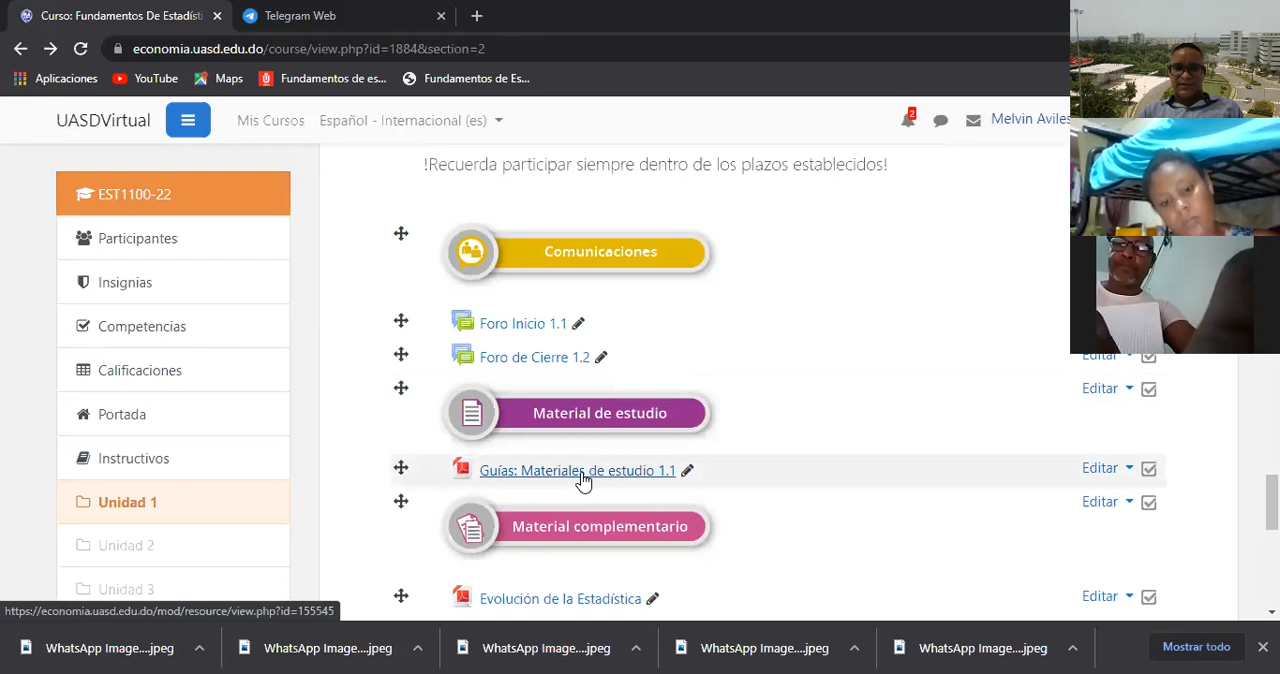 Curso: Fundamentos De Estadísti
Telegram Web
economia.uasd.edu.do/course/view.php?id=1884&section=2
Aplicaciones
YouTube
Maps
Fundamentos de es...
Fundamentos de Es...
UASDVirtual
Mis Cursos
Español - Internacional (es)
2
Melvin Aviles
!Recuerda participar siempre dentro de los plazos establecidos!
EST1100-22
Participantes
Insignias
Competencias
Calificaciones
Portada
Instructivos
Unidad 1
Unidad 2
Unidad 3
Comunicaciones
Foro Inicio 1.1
Foro de Cierre 1.2
Editar
Editar
Material de estudio
Guías: Materiales de estudio 1.1
Editar
Editar
Material complementario
Evolución de la Estadística
Editar
https://economia.uasd.edu.do/mod/resource/view.php?id=155545
WhatsApp Image....jpeg
WhatsApp Image....jpeg
WhatsApp Image....jpeg
WhatsApp Image....jpeg
WhatsApp Image....jpeg
Mostrar todo